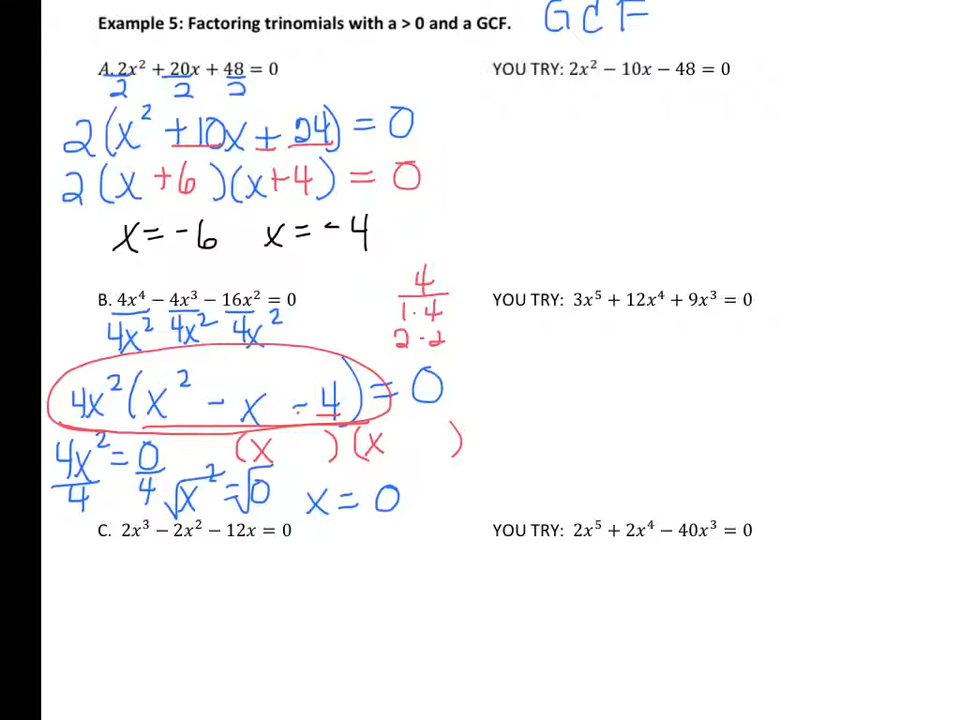 Example 5: Factoring trinomials with a > 0 and a GCF.
GCF
A. 2x² + 20x + 48 = 0
2 2 2
2(x² + 10x + 24) = 0
2(x + 6)(x + 4) = 0
x = -6 x = -4
YOU TRY: 2x² − 10x − 48 = 0
B. 4x⁴ − 4x³ − 16x² = 0
4x² 4x² 4x²
4
1·4
2·2
4x²(x² - x - 4) = 0
(x )(x )
4x² = 0
4 4
√x² = √0 x = 0
YOU TRY: 3x⁵ + 12x⁴ + 9x³ = 0
C. 2x³ − 2x² − 12x = 0
YOU TRY: 2x⁵ + 2x⁴ − 40x³ = 0